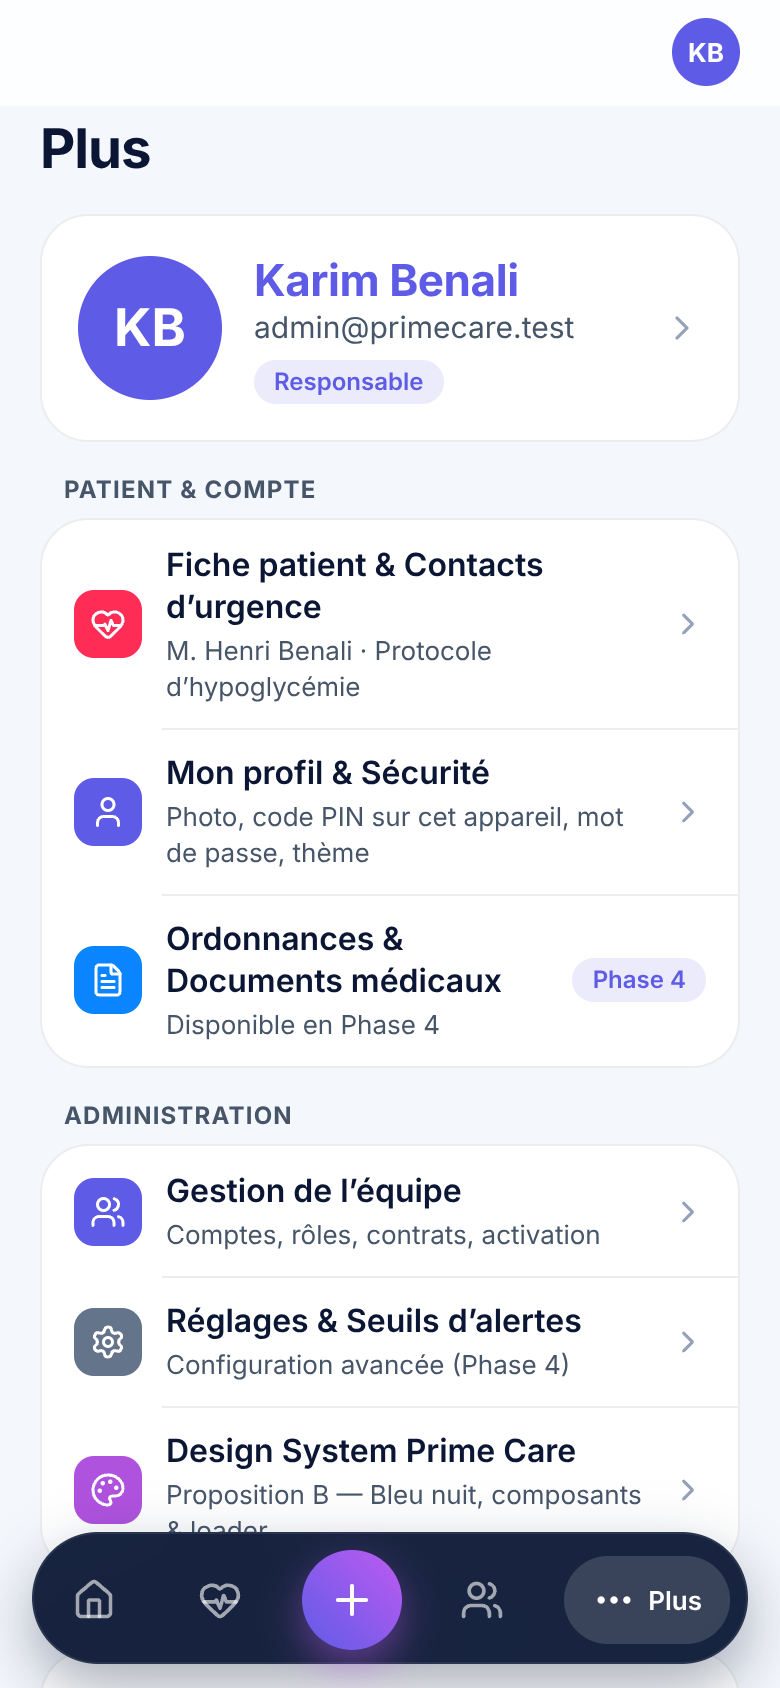 KB
Plus
KB
Karim Benali
admin@primecare.test
Responsable
PATIENT & COMPTE
Fiche patient & Contacts
d’urgence
M. Henri Benali · Protocole
d’hypoglycémie
Mon profil & Sécurité
Photo, code PIN sur cet appareil, mot
de passe, thème
Ordonnances &
Documents médicaux
Phase 4
Disponible en Phase 4
ADMINISTRATION
Gestion de l’équipe
Comptes, rôles, contrats, activation
Réglages & Seuils d’alertes
Configuration avancée (Phase 4)
Design System Prime Care
Proposition B — Bleu nuit, composants
& loader
Plus